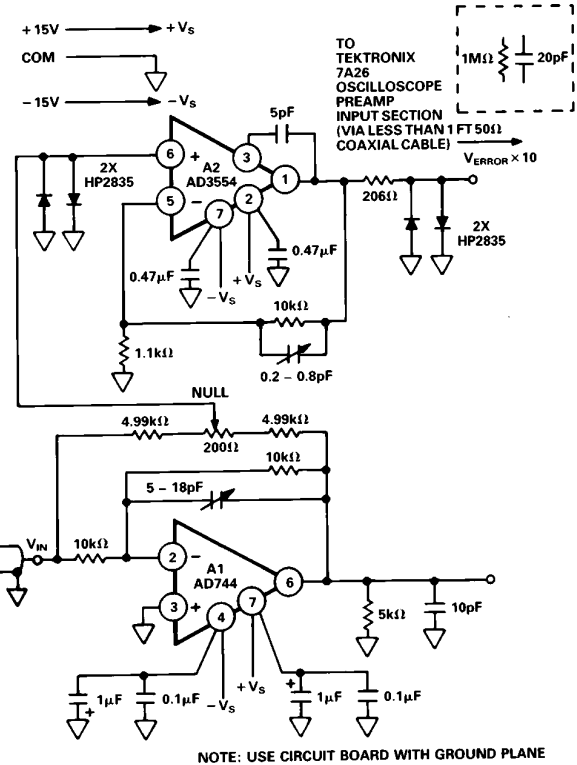 +15V
+VS
COM
-15V
-VS
TO
TEKTRONIX
7A26
OSCILLOSCOPE
PREAMP
INPUT SECTION
(VIA LESS THAN 1 FT 50Ω
COAXIAL CABLE)
1MΩ
20pF
VERROR × 10
5pF
2X
HP2835
6
+
3
A2
AD3554
1
5
-
7
2
206Ω
2X
HP2835
0.47µF
-VS
+VS
0.47µF
10kΩ
1.1kΩ
0.2 - 0.8pF
NULL
4.99kΩ
200Ω
4.99kΩ
10kΩ
5 - 18pF
VIN
10kΩ
2
-
A1
AD744
6
3
+
4
7
5kΩ
10pF
1µF
+
0.1µF
-VS
+VS
+
1µF
0.1µF
NOTE: USE CIRCUIT BOARD WITH GROUND PLANE